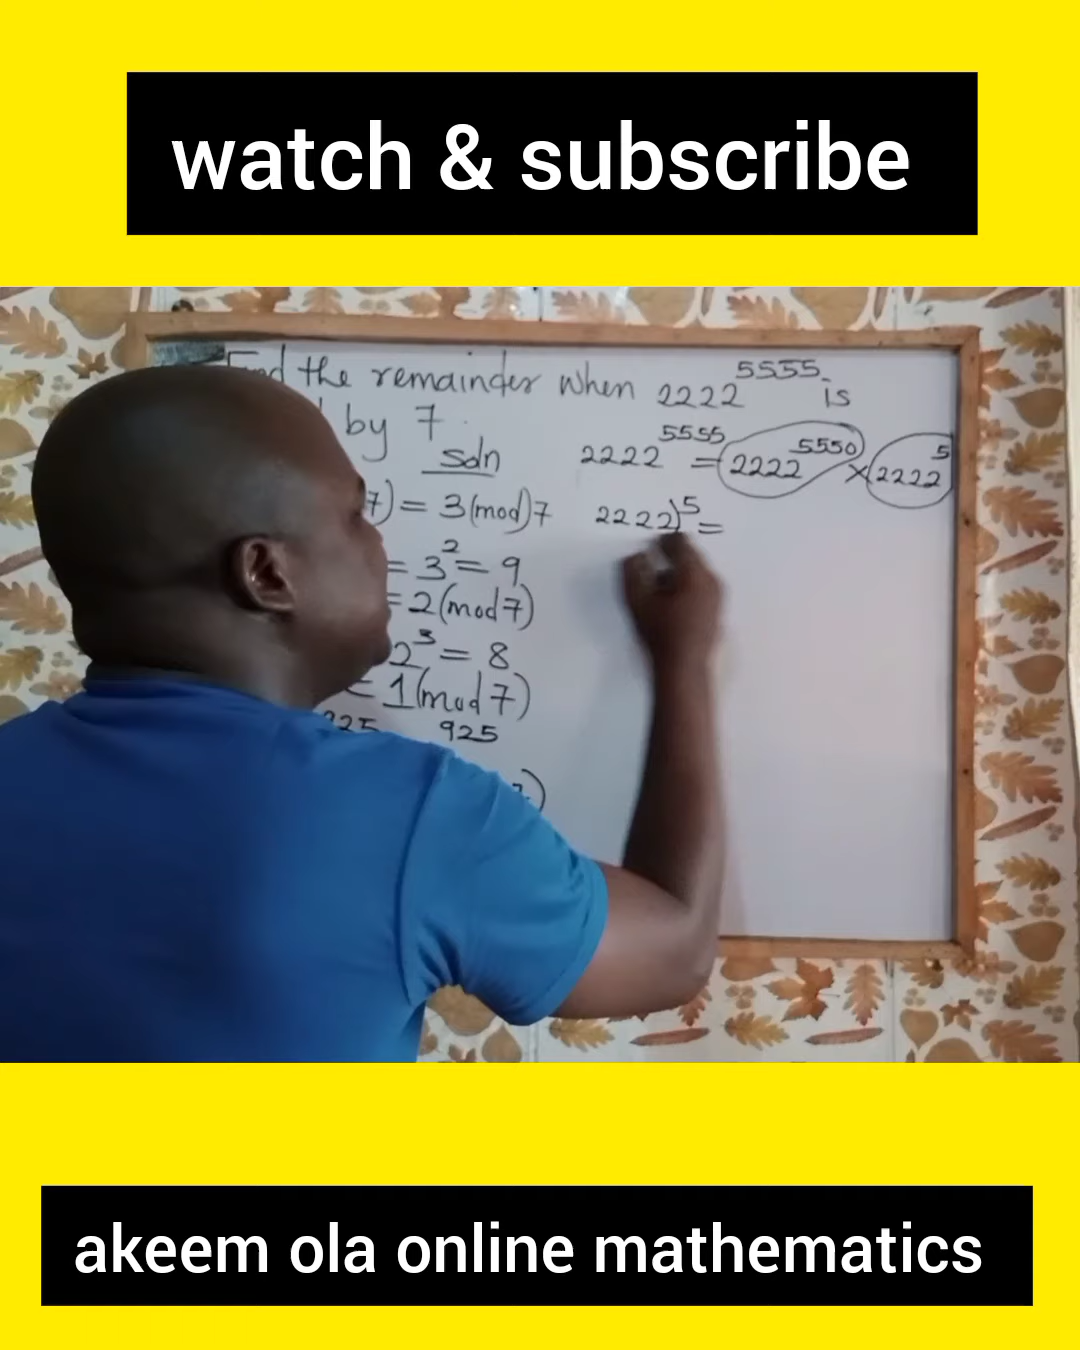 watch & subscribe
the remainder when 2222^5555 is
by 7.
Soln
2222^5555 = 2222^5550 × 2222^5
7) = 3(mod)7
2222)^5 =
= 3^2 = 9
= 2(mod 7)
2^3 = 8
= 1(mod 7)
925
akeem ola online mathematics